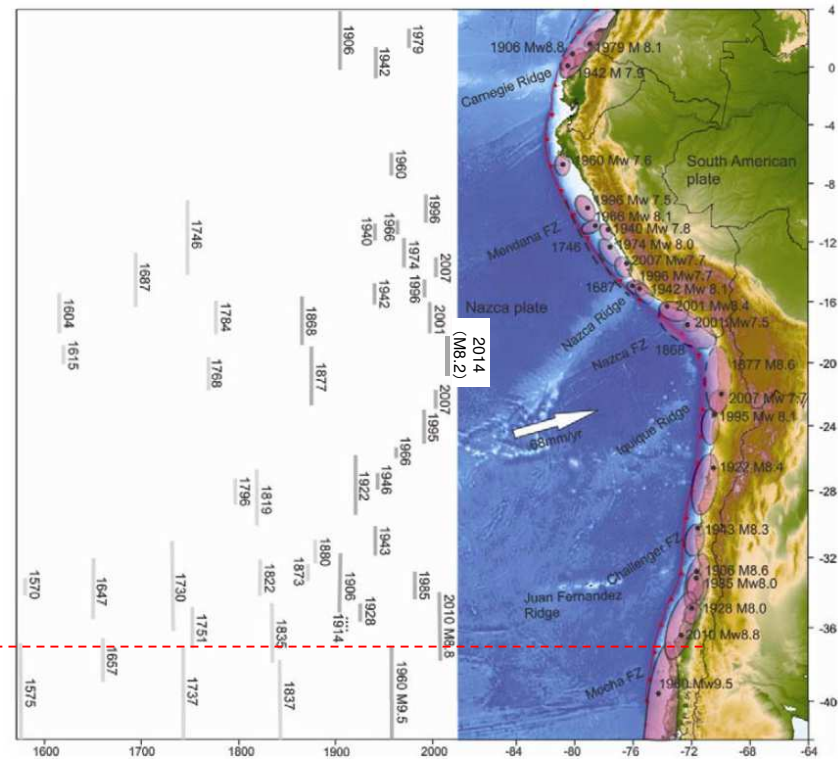 1906
1979
1942
1960
1996
1966
1940
1974
2007
1996
1942
2001
1746
1687
1604
1615
1784
1768
1868
1877
2014
(M8.2)
2007
1995
1966
1946
1922
1819
1796
1943
1880
1873
1906
1985
1928
1914
2010 M8.8
1822
1835
1730
1751
1647
1570
1657
1575
1737
1837
1960 M9.5
1600
1700
1800
1900
2000
1906 Mw8.8
1979 M 8.1
1942 M 7.9
Carnegie Ridge
1960 Mw 7.6
South American
plate
1996 Mw 7.5
1966 Mw 8.1
1940 Mw 7.8
Mendana FZ
1746
1974 Mw 8.0
2007 Mw7.7
1996 Mw7.7
1687
1942 Mw 8.1
Nazca plate
Nazca Ridge
2001 Mw8.4
2001 Mw7.5
Nazca FZ
1868
1877 M8.6
2007 Mw 7.7
1995 Mw 8.1
68mm/yr
Iquique Ridge
1922 M8.4
1943 M8.3
Challenger FZ
1906 M8.6
1985 Mw8.0
Juan Fernandez
Ridge
1928 M8.0
2010 Mw8.8
Mocha FZ
1960 Mw9.5
4
0
-4
-8
-12
-16
-20
-24
-28
-32
-36
-40
-84
-80
-76
-72
-68
-64